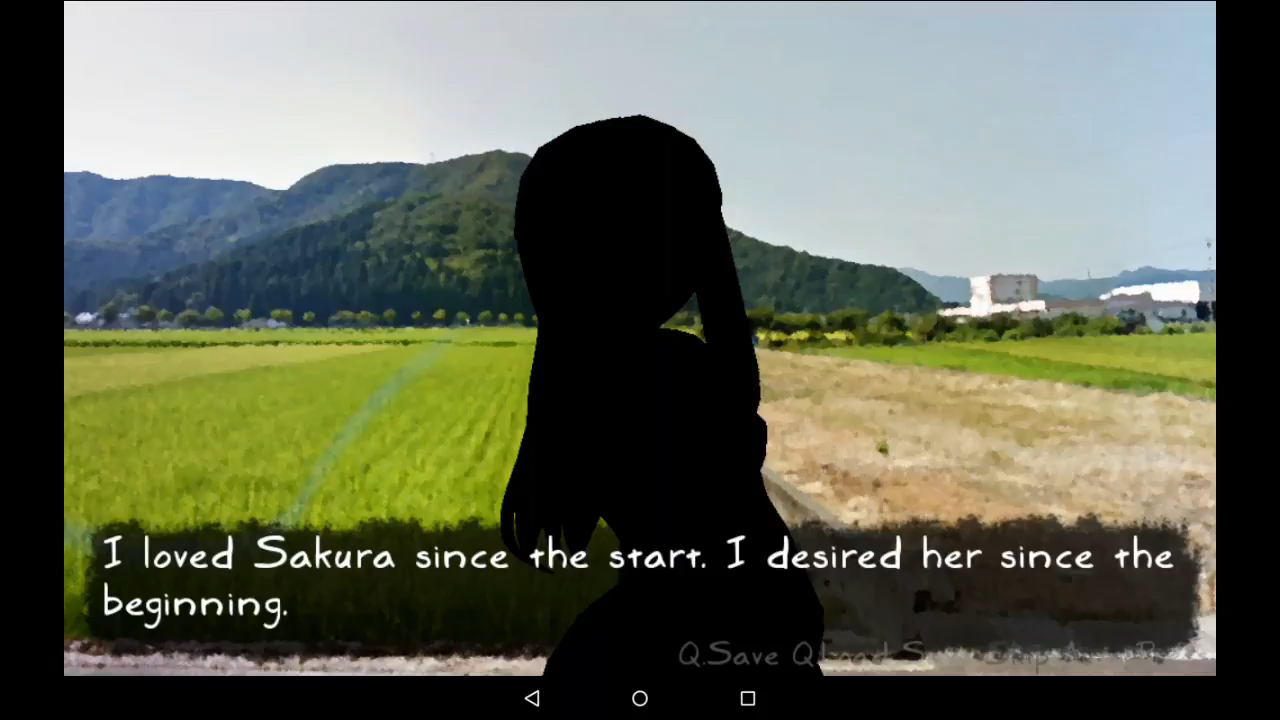 I loved Sakura since the start. I desired her since the
beginning.
Q.Save Q.Load